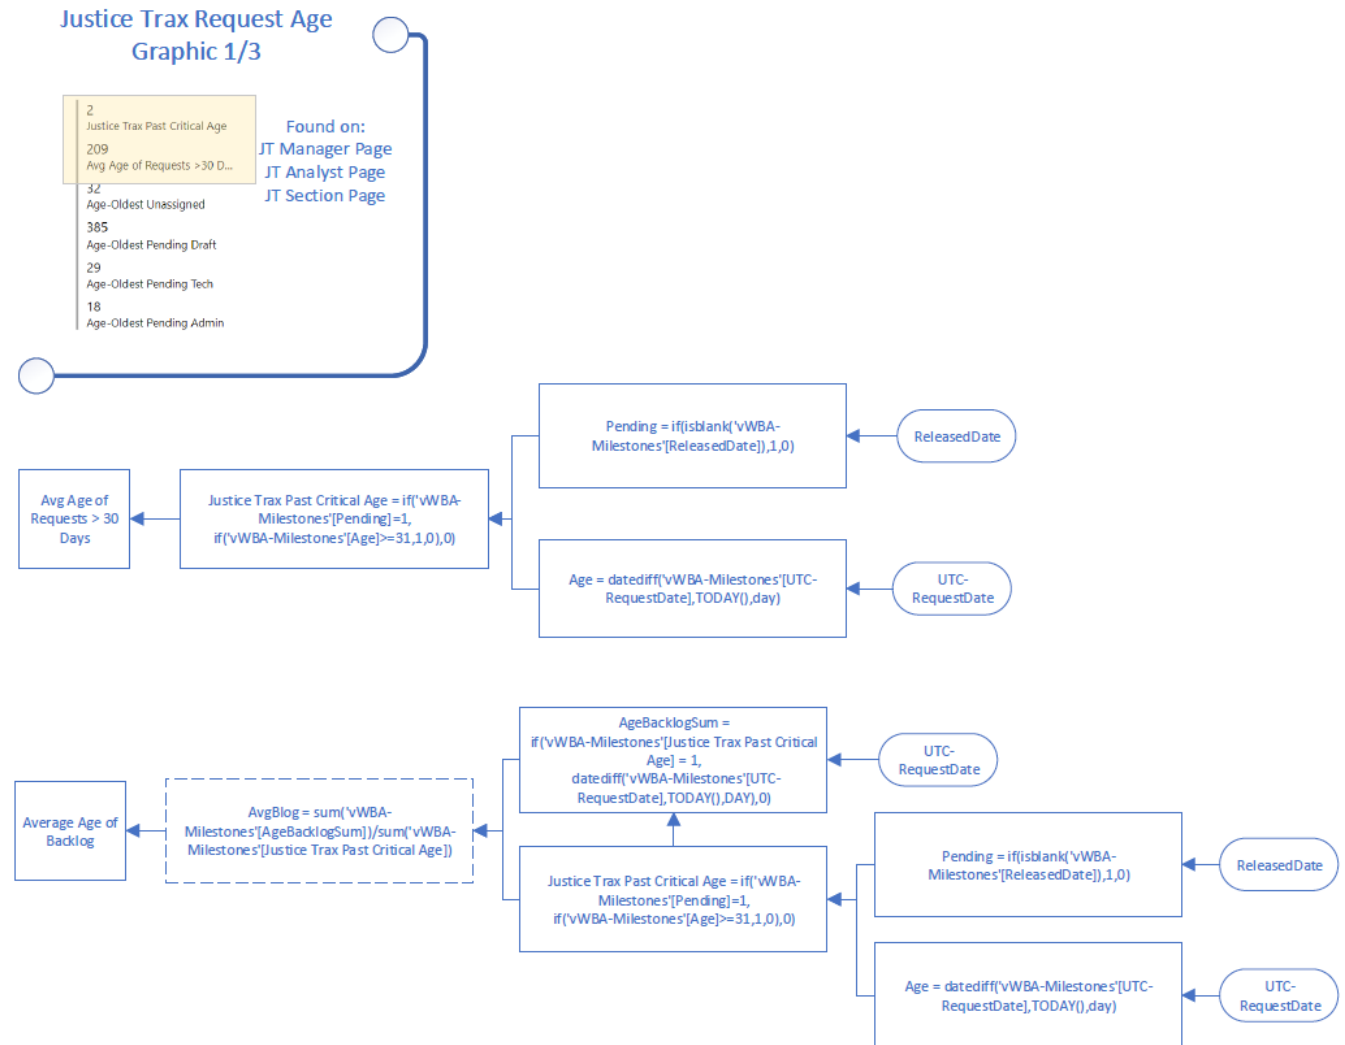 Justice Trax Request Age
Graphic 1/3
2
Justice Trax Past Critical Age
209
Avg Age of Requests >30 D...
32
Age-Oldest Unassigned
385
Age-Oldest Pending Draft
29
Age-Oldest Pending Tech
18
Age-Oldest Pending Admin
Found on:
JT Manager Page
JT Analyst Page
JT Section Page
Avg Age of
Requests > 30
Days
Justice Trax Past Critical Age = if('vWBA-
Milestones'[Pending]=1,
if('vWBA-Milestones'[Age]>=31,1,0),0)
Pending = if(isblank('vWBA-
Milestones'[ReleasedDate]),1,0)
ReleasedDate
Age = datediff('vWBA-Milestones'[UTC-
RequestDate],TODAY(),day)
UTC-
RequestDate
Average Age of
Backlog
AvgBlog = sum('vWBA-
Milestones'[AgeBacklogSum])/sum('vWBA-
Milestones'[Justice Trax Past Critical Age])
AgeBacklogSum =
if('vWBA-Milestones'[Justice Trax Past Critical
Age] = 1,
datediff('vWBA-Milestones'[UTC-
RequestDate],TODAY(),DAY),0)
UTC-
RequestDate
Justice Trax Past Critical Age = if('vWBA-
Milestones'[Pending]=1,
if('vWBA-Milestones'[Age]>=31,1,0),0)
Pending = if(isblank('vWBA-
Milestones'[ReleasedDate]),1,0)
ReleasedDate
Age = datediff('vWBA-Milestones'[UTC-
RequestDate],TODAY(),day)
UTC-
RequestDate